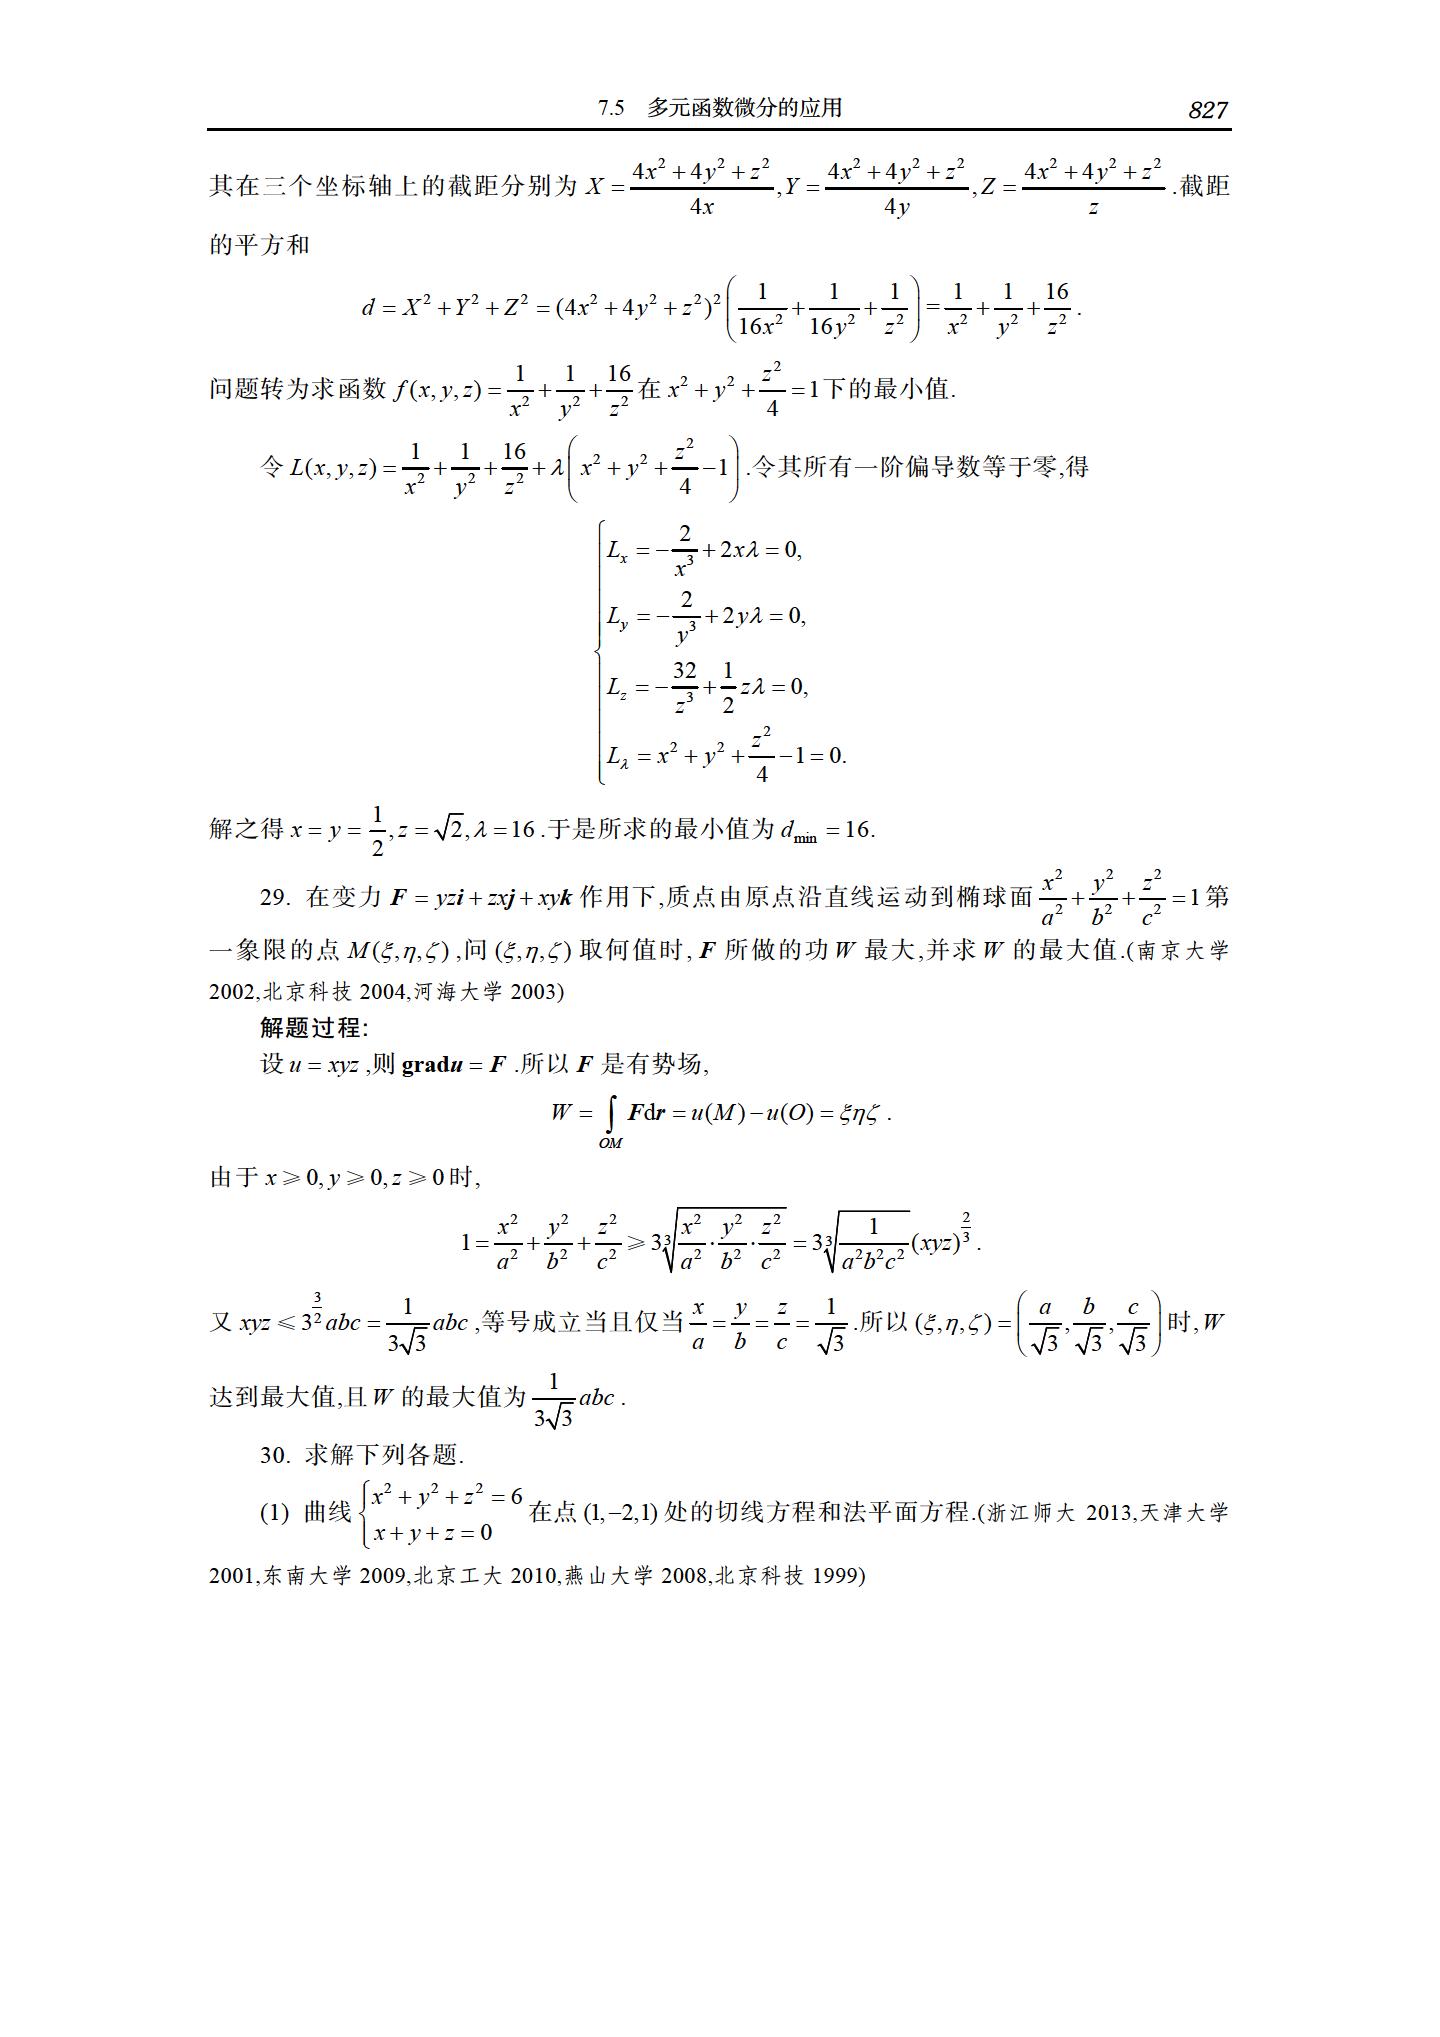 7.5 多元函数微分的应用 827
其在三个坐标轴上的截距分别为 $X=\frac{4x^2+4y^2+z^2}{4x},Y=\frac{4x^2+4y^2+z^2}{4y},Z=\frac{4x^2+4y^2+z^2}{z}$.截距
的平方和
$d=X^2+Y^2+Z^2=(4x^2+4y^2+z^2)^2\left(\frac{1}{16x^2}+\frac{1}{16y^2}+\frac{1}{z^2}\right)=\frac{1}{x^2}+\frac{1}{y^2}+\frac{16}{z^2}.$
问题转为求函数 $f(x,y,z)=\frac{1}{x^2}+\frac{1}{y^2}+\frac{16}{z^2}$ 在 $x^2+y^2+\frac{z^2}{4}=1$ 下的最小值.
令 $L(x,y,z)=\frac{1}{x^2}+\frac{1}{y^2}+\frac{16}{z^2}+\lambda\left(x^2+y^2+\frac{z^2}{4}-1\right)$.令其所有一阶偏导数等于零,得
$L_x=-\frac{2}{x^3}+2x\lambda=0,$
$L_y=-\frac{2}{y^3}+2y\lambda=0,$
$L_z=-\frac{32}{z^3}+\frac{1}{2}z\lambda=0,$
$L_\lambda=x^2+y^2+\frac{z^2}{4}-1=0.$
解之得 $x=y=\frac{1}{2},z=\sqrt{2},\lambda=16$.于是所求的最小值为 $d_{\min}=16.$
29. 在变力 $\boldsymbol{F}=yz\boldsymbol{i}+zx\boldsymbol{j}+xy\boldsymbol{k}$ 作用下,质点由原点沿直线运动到椭球面 $\frac{x^2}{a^2}+\frac{y^2}{b^2}+\frac{z^2}{c^2}=1$ 第
一象限的点 $M(\xi,\eta,\zeta)$,问 $(\xi,\eta,\zeta)$ 取何值时, $\boldsymbol{F}$ 所做的功 $W$ 最大,并求 $W$ 的最大值.(南京大学
2002,北京科技 2004,河海大学 2003)
解题过程:
设 $u=xyz$,则 $\mathbf{grad}\boldsymbol{u}=\boldsymbol{F}$.所以 $\boldsymbol{F}$ 是有势场,
$W=\int_{OM}\boldsymbol{F}\mathrm{d}\boldsymbol{r}=u(M)-u(O)=\xi\eta\zeta.$
由于 $x\geqslant 0,y\geqslant 0,z\geqslant 0$ 时,
$1=\frac{x^2}{a^2}+\frac{y^2}{b^2}+\frac{z^2}{c^2}\geqslant 3\sqrt[3]{\frac{x^2}{a^2}\cdot\frac{y^2}{b^2}\cdot\frac{z^2}{c^2}}=3\sqrt[3]{\frac{1}{a^2b^2c^2}}(xyz)^{\frac{2}{3}}.$
又 $xyz\leqslant 3^{\frac{3}{2}}abc=\frac{1}{3\sqrt{3}}abc$,等号成立当且仅当 $\frac{x}{a}=\frac{y}{b}=\frac{z}{c}=\frac{1}{\sqrt{3}}$.所以 $(\xi,\eta,\zeta)=\left(\frac{a}{\sqrt{3}},\frac{b}{\sqrt{3}},\frac{c}{\sqrt{3}}\right)$ 时,$W$
达到最大值,且 $W$ 的最大值为 $\frac{1}{3\sqrt{3}}abc$.
30. 求解下列各题.
(1) 曲线 $\begin{cases}x^2+y^2+z^2=6\\x+y+z=0\end{cases}$ 在点 $(1,-2,1)$ 处的切线方程和法平面方程.(浙江师大 2013,天津大学
2001,东南大学 2009,北京工大 2010,燕山大学 2008,北京科技 1999)